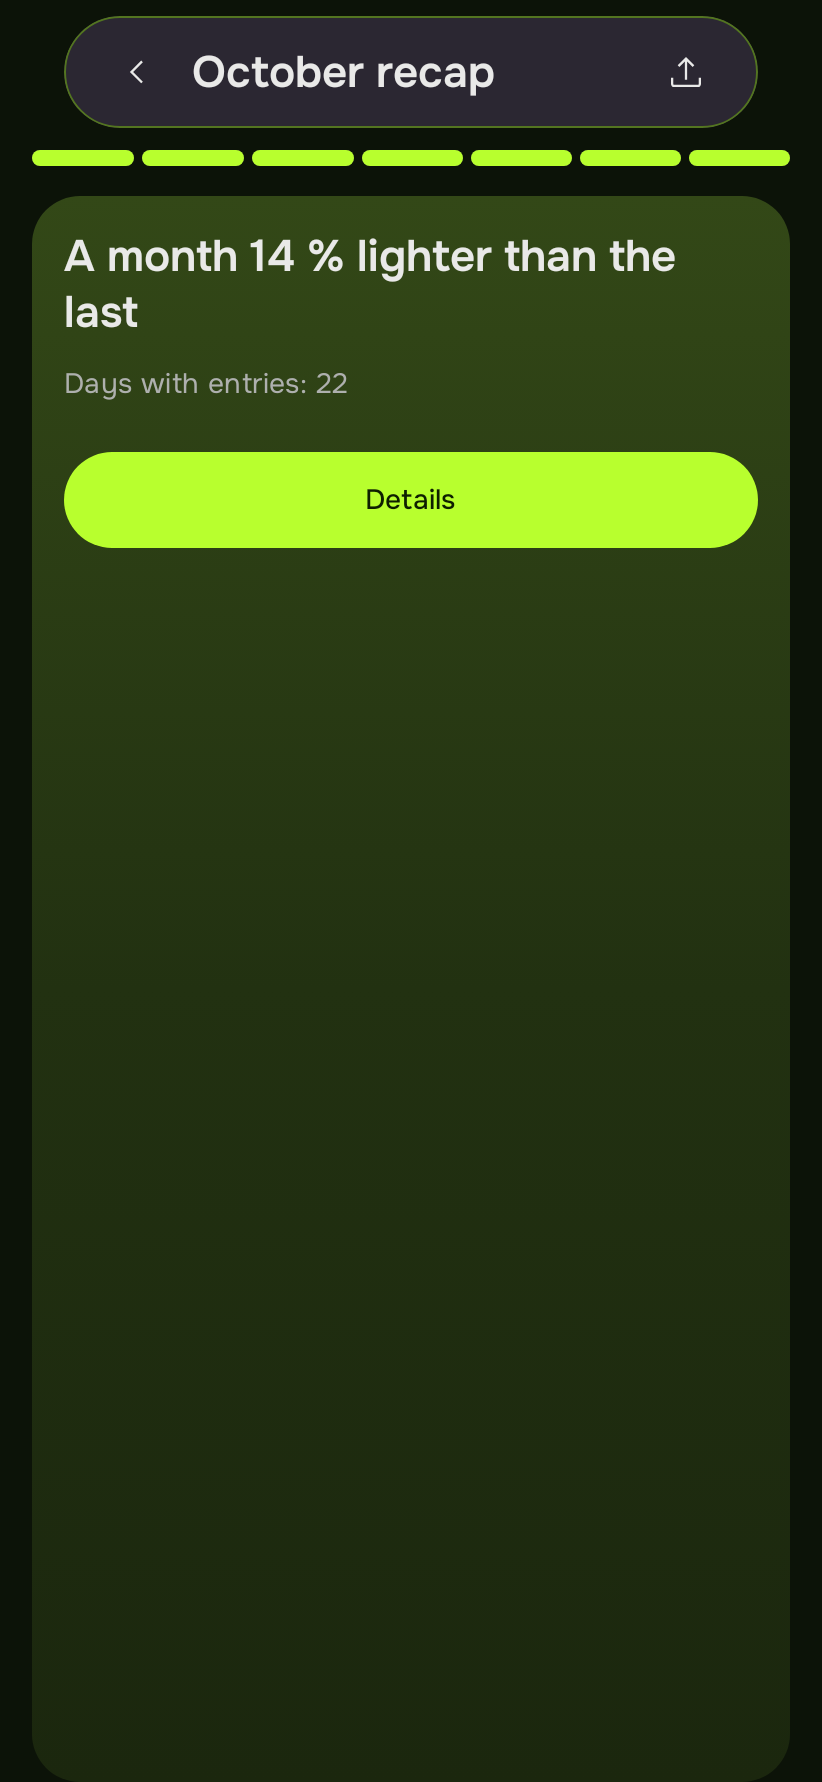 October recap
A month 14 % lighter than the
last
Days with entries: 22
Details